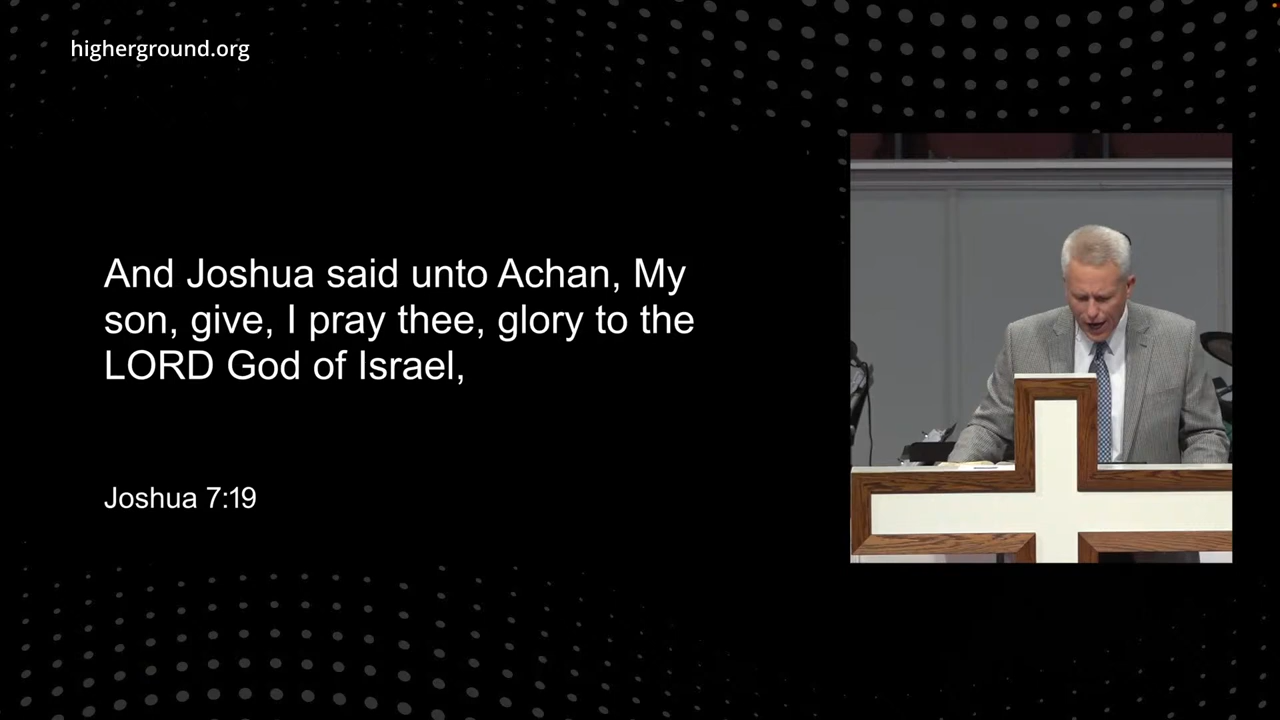 higherground.org
And Joshua said unto Achan, My
son, give, I pray thee, glory to the
LORD God of Israel,
Joshua 7:19